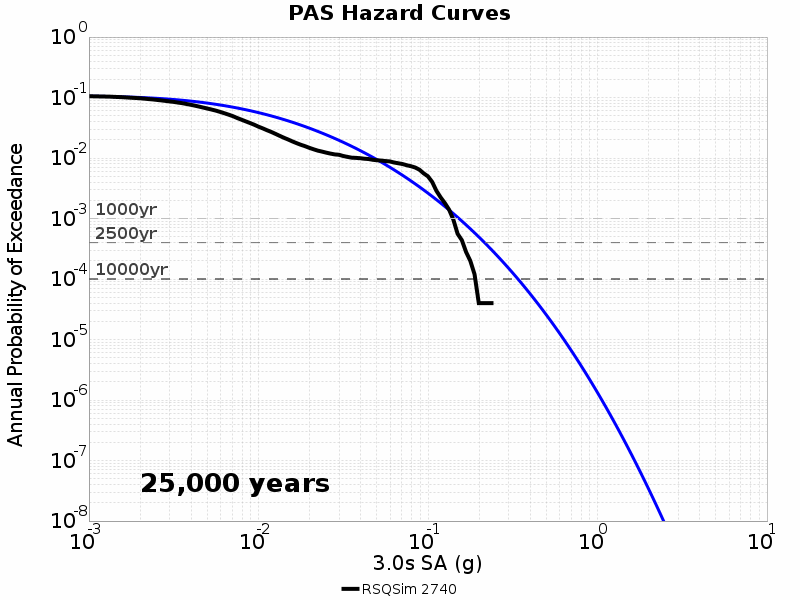 PAS Hazard Curves
Annual Probability of Exceedance
10^0
10^-1
10^-2
10^-3
10^-4
10^-5
10^-6
10^-7
10^-8
1000yr
2500yr
10000yr
25,000 years
10^-3 10^-2 10^-1 10^0 10^1
3.0s SA (g)
RSQSim 2740